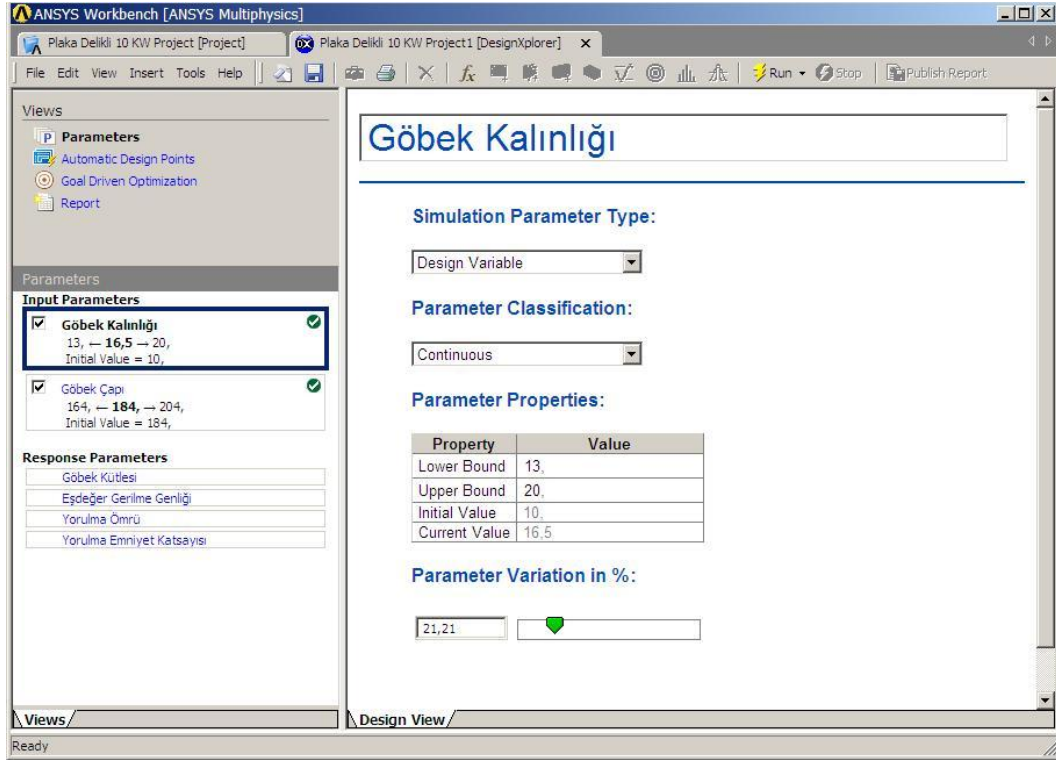 ANSYS Workbench [ANSYS Multiphysics]
Plaka Delikli 10 KW Project [Project]
DX Plaka Delikli 10 KW Project1 [DesignXplorer]
File Edit View Insert Tools Help
Run
Stop
Publish Report
Views
P Parameters
Automatic Design Points
Goal Driven Optimization
Report
Parameters
Input Parameters
Göbek Kalınlığı
13, ← 16,5 → 20,
Initial Value = 10,
Göbek Çapı
164, ← 184, → 204,
Initial Value = 184,
Response Parameters
Göbek Kütlesi
Eşdeğer Gerilme Genliği
Yorulma Ömrü
Yorulma Emniyet Katsayısı
Views
Göbek Kalınlığı
Simulation Parameter Type:
Design Variable
Parameter Classification:
Continuous
Parameter Properties:
Property Value
Lower Bound 13,
Upper Bound 20,
Initial Value 10,
Current Value 16,5
Parameter Variation in %:
21,21
Design View
Ready